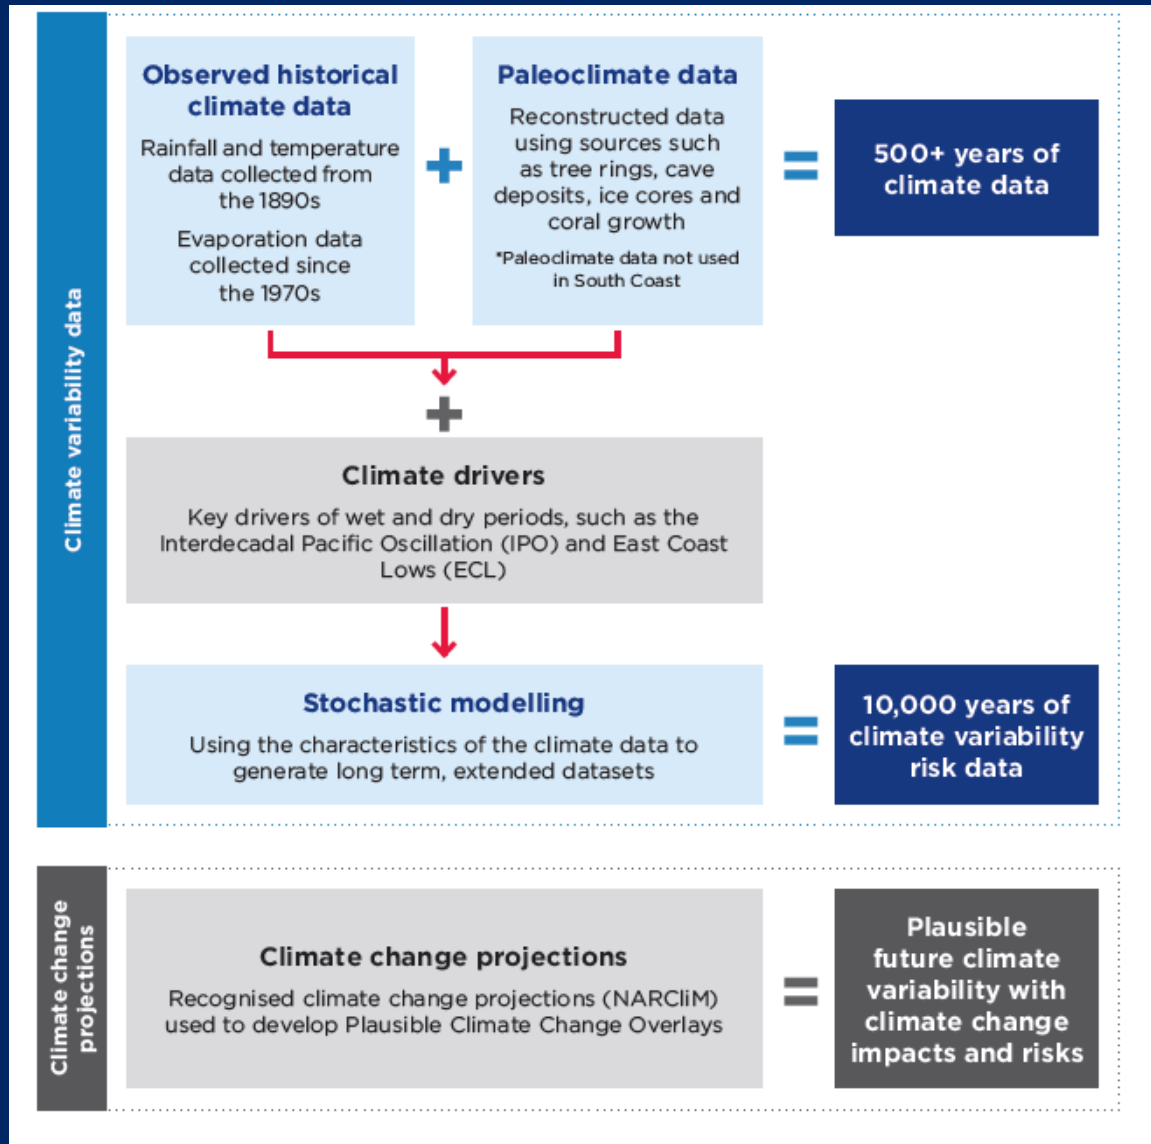 Climate variability data
Observed historical
climate data
Rainfall and temperature
data collected from
the 1890s
Evaporation data
collected since
the 1970s
+
Paleoclimate data
Reconstructed data
using sources such
as tree rings, cave
deposits, ice cores and
coral growth
*Paleoclimate data not used
in South Coast
=
500+ years of
climate data
+
Climate drivers
Key drivers of wet and dry periods, such as the
Interdecadal Pacific Oscillation (IPO) and East Coast
Lows (ECL)
Stochastic modelling
Using the characteristics of the climate data to
generate long term, extended datasets
=
10,000 years of
climate variability
risk data
Climate change
projections
Climate change projections
Recognised climate change projections (NARCliM)
used to develop Plausible Climate Change Overlays
=
Plausible
future climate
variability with
climate change
impacts and risks